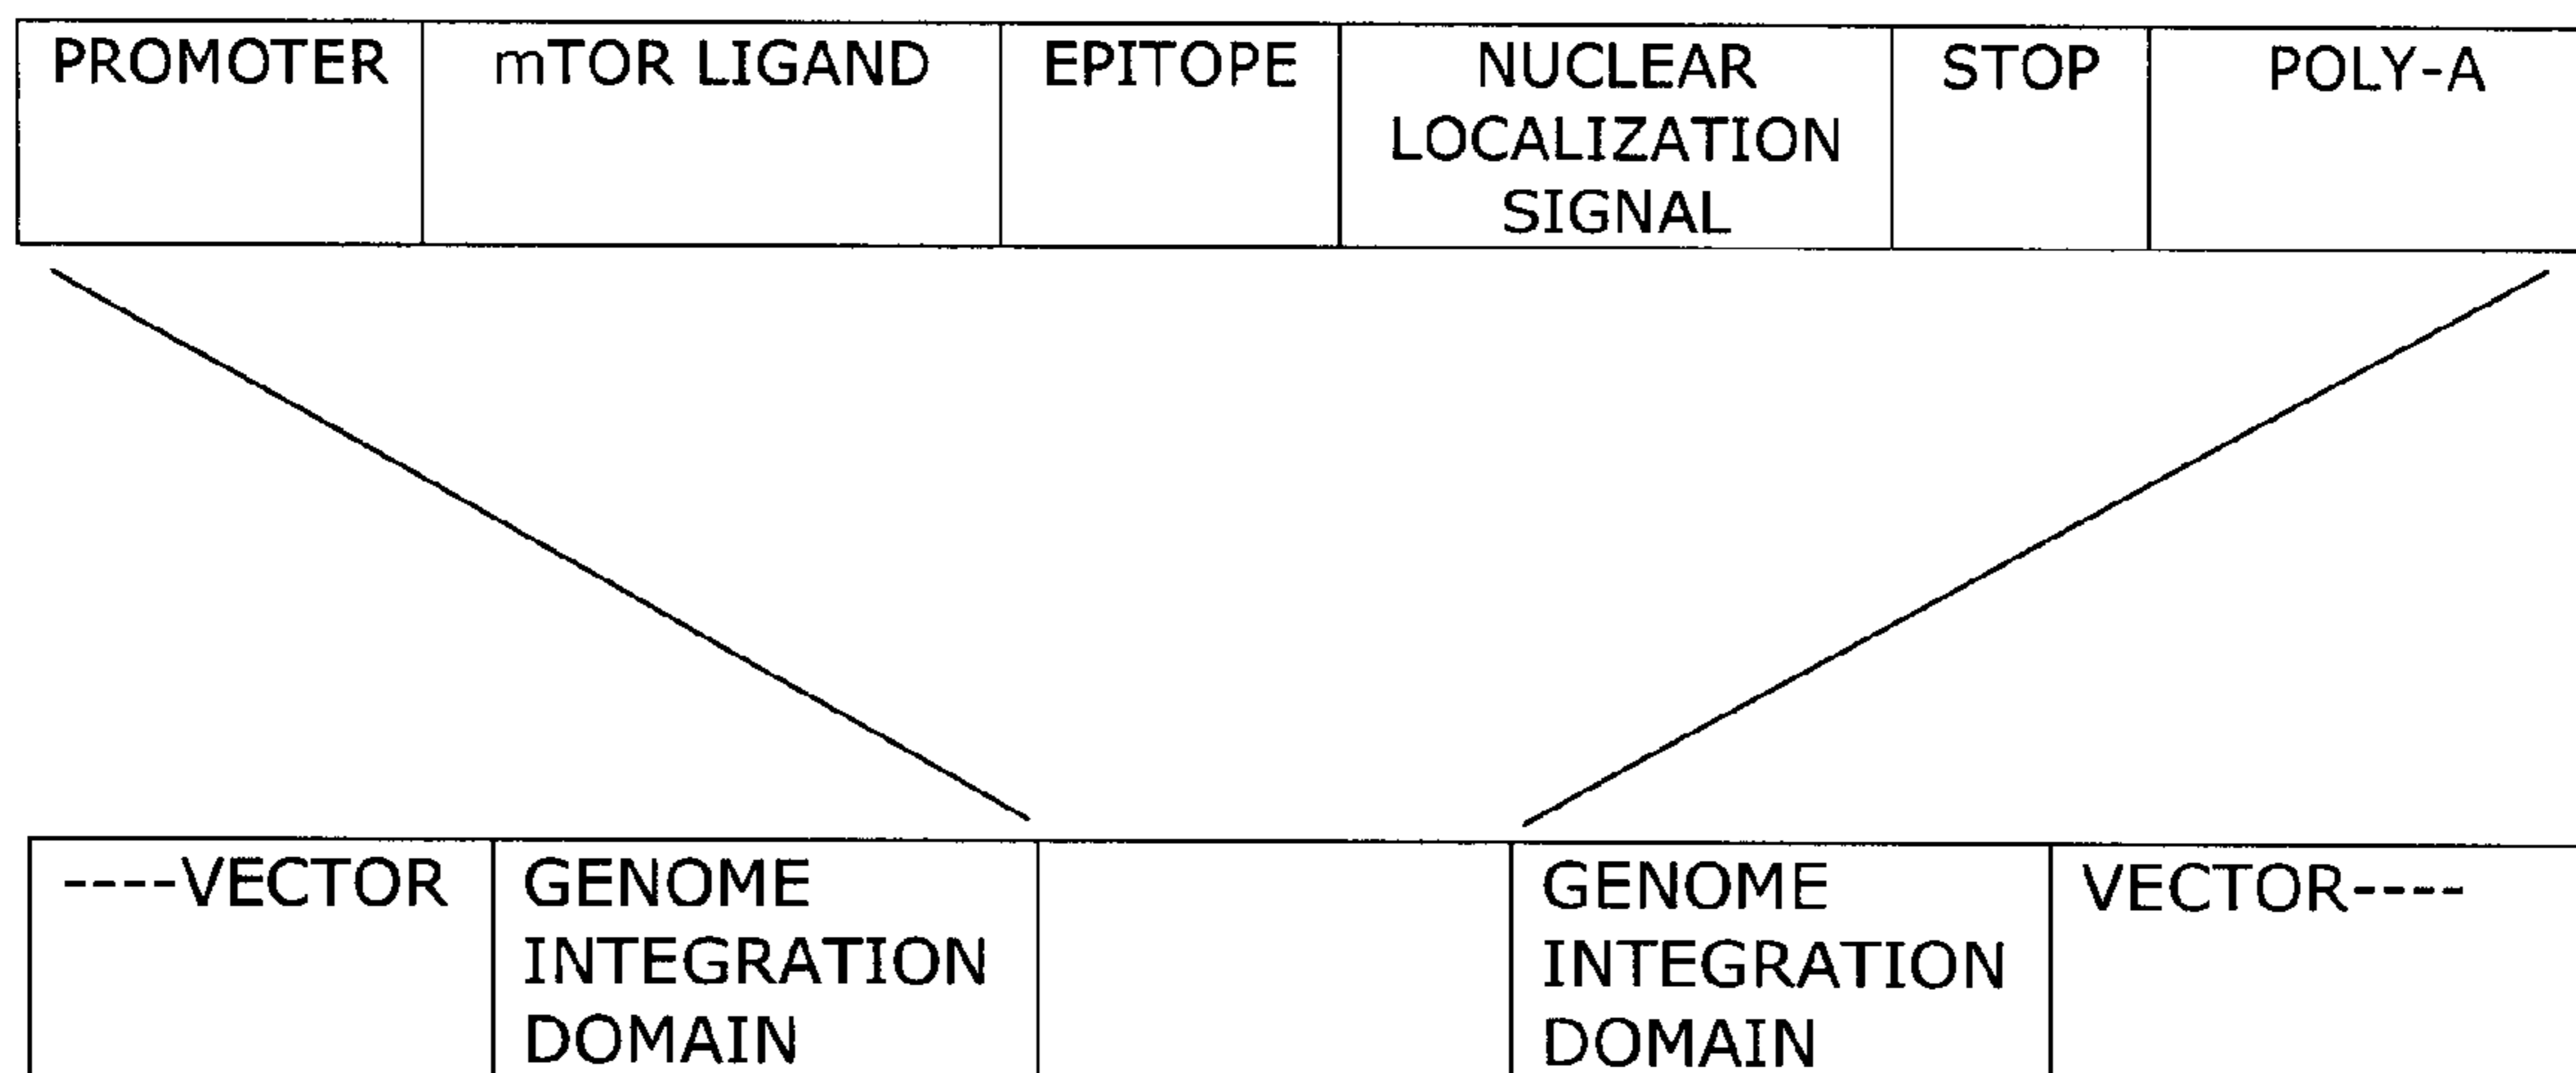 PROMOTER
mTOR LIGAND
EPITOPE
NUCLEAR
LOCALIZATION
SIGNAL
STOP
POLY-A
----VECTOR
GENOME
INTEGRATION
DOMAIN
GENOME
INTEGRATION
DOMAIN
VECTOR----